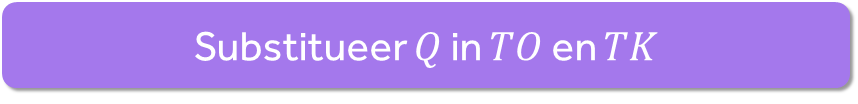 Substitueer Q in TO en TK